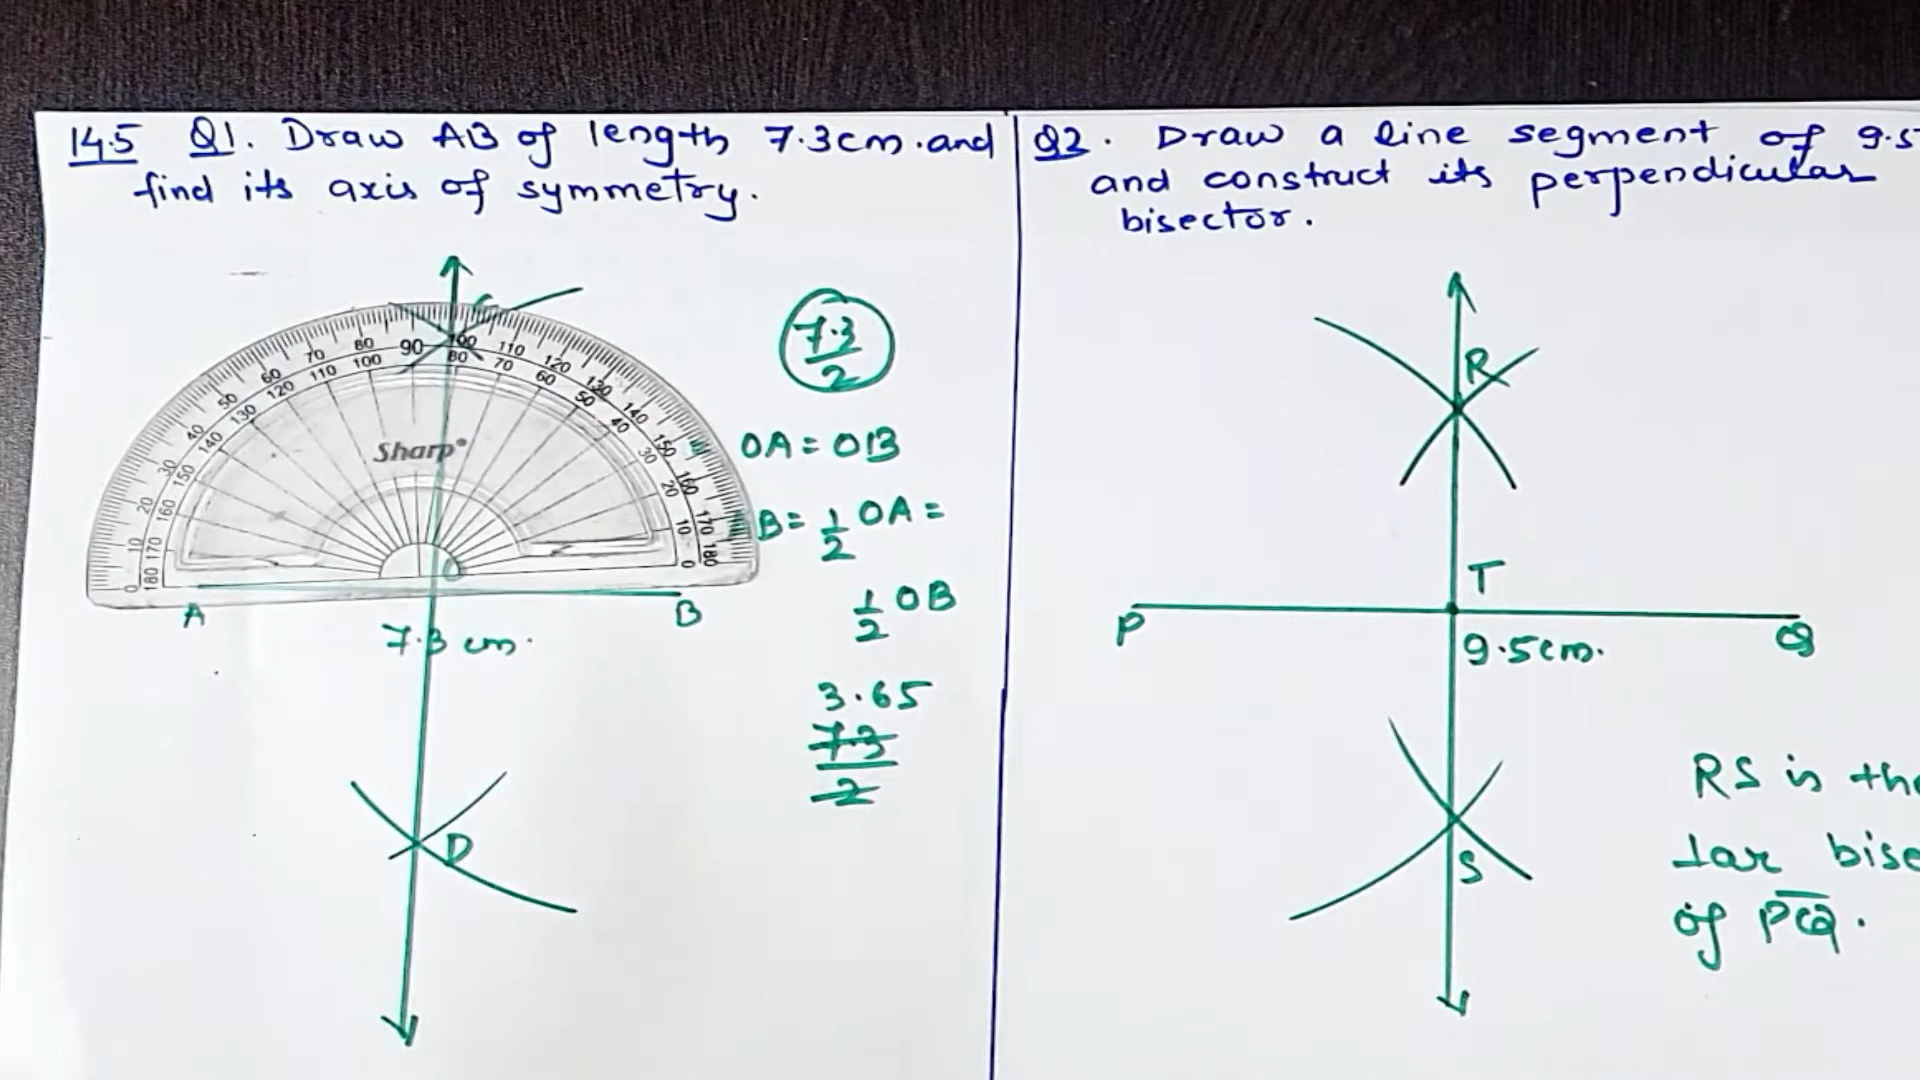 14.5 Q1. Draw AB of length 7.3cm. and
find its axis of symmetry.
C
90
Sharp
O
A B
7.3 cm.
D
7.3
2
OA = OB
B = 1/2 OA =
1/2 OB
3.65
7.3
2
Q2. Draw a line segment of 9.5
and construct its perpendicular
bisector.
R
T
P Q
9.5cm.
S
RS is the
lar bise
of PQ.